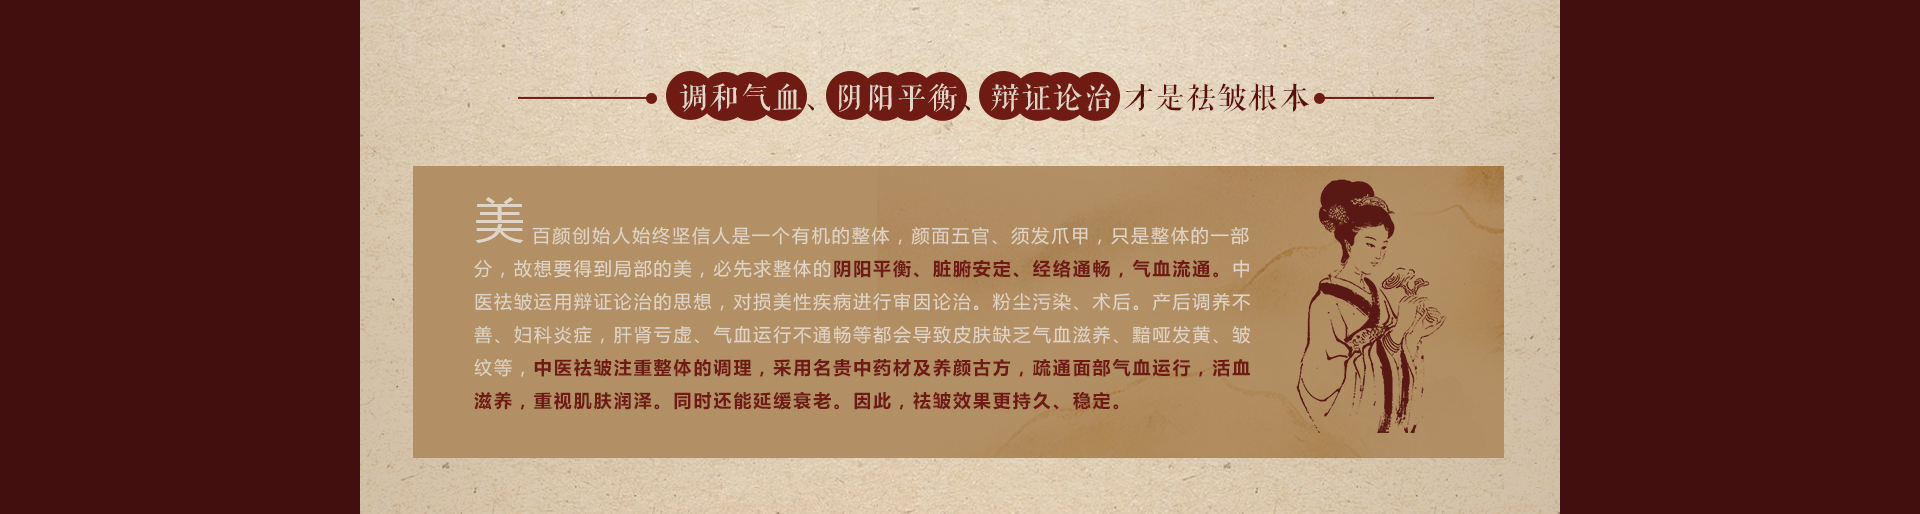 调和气血、阴阳平衡、辩证论治才是祛皱根本
美百颜创始人始终坚信人是一个有机的整体，颜面五官、须发爪甲，只是整体的一部
分，故想要得到局部的美，必先求整体的阴阳平衡、脏腑安定、经络通畅，气血流通。中
医祛皱运用辩证论治的思想，对损美性疾病进行审因论治。粉尘污染、术后。产后调养不
善、妇科炎症，肝肾亏虚、气血运行不通畅等都会导致皮肤缺乏气血滋养、黯哑发黄、皱
纹等，中医祛皱注重整体的调理，采用名贵中药材及养颜古方，疏通面部气血运行，活血
滋养，重视肌肤润泽。同时还能延缓衰老。因此，祛皱效果更持久、稳定。